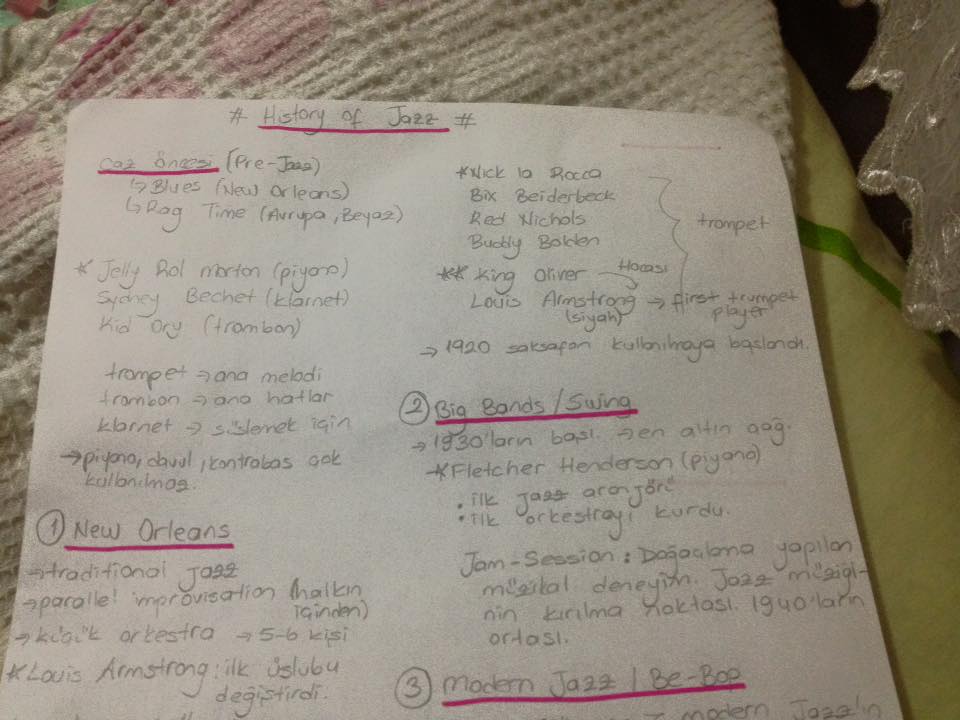 # History of Jazz #
Caz öncesi (Pre-Jazz)
↳ Blues (New Orleans)
↳ Rag Time (Avrupa, Beyaz)
* Jelly Rol morton (piyano)
Sydney Bechet (klarnet)
Kid Ory (trombon)
trompet → ana melodi
trombon → ana hatlar
klarnet → süslemek için
→ piyano, davul, kontrabas çok
kullanılmaz.
① New Orleans
→ traditional jazz
→ parallel improvisation (halkın
içinden)
→ küçük orkestra → 5-6 kişi
* Louis Armstrong: ilk üslubu
değiştirdi.
* Nick la Rocca
Bix Beiderbeck
Red Nichols
Buddy Bolden
trompet
** King Oliver
Hocası
Louis Armstrong → first trumpet
(siyah) player
→ 1920 saksafon kullanılmaya başlandı.
② Big Bands / Swing
→ 1930'ların başı. → en altın çağ.
* Fletcher Henderson (piyano)
: ilk jazz aranjörü
: ilk orkestrayı kurdu.
Jam-Session : Doğaçlama yapılan
müzikal deneyim. Jazz müziği-
nin kırılma noktası. 1940'ların
ortası.
③ Modern Jazz / Be-Bop
→ modern Jazz'ın